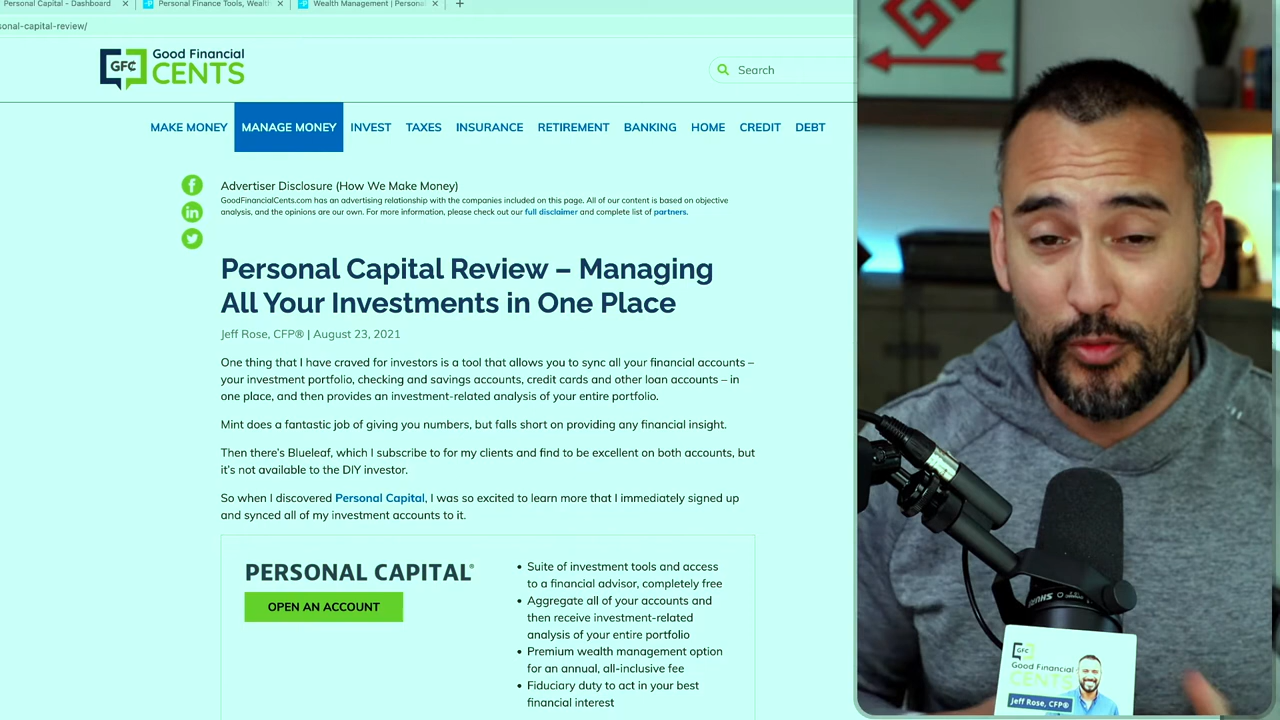 Personal Capital - Dashboard
Personal Finance Tools, Wealt
Wealth Management | Personal
sonal-capital-review/
GFC
Good Financial
CENTS
Search
MAKE MONEY
MANAGE MONEY
INVEST
TAXES
INSURANCE
RETIREMENT
BANKING
HOME
CREDIT
DEBT
Advertiser Disclosure (How We Make Money)
GoodFinancialCents.com has an advertising relationship with the companies included on this page. All of our content is based on objective
analysis, and the opinions are our own. For more information, please check out our full disclaimer and complete list of partners.
Personal Capital Review – Managing
All Your Investments in One Place
Jeff Rose, CFP® | August 23, 2021
One thing that I have craved for investors is a tool that allows you to sync all your financial accounts –
your investment portfolio, checking and savings accounts, credit cards and other loan accounts – in
one place, and then provides an investment-related analysis of your entire portfolio.
Mint does a fantastic job of giving you numbers, but falls short on providing any financial insight.
Then there's Blueleaf, which I subscribe to for my clients and find to be excellent on both accounts, but
it's not available to the DIY investor.
So when I discovered Personal Capital, I was so excited to learn more that I immediately signed up
and synced all of my investment accounts to it.
PERSONAL CAPITAL®
OPEN AN ACCOUNT
• Suite of investment tools and access
to a financial advisor, completely free
• Aggregate all of your accounts and
then receive investment-related
analysis of your entire portfolio
• Premium wealth management option
for an annual, all-inclusive fee
• Fiduciary duty to act in your best
financial interest
SHURE
GFC
Good Financial
CENTS
Jeff Rose, CFP®